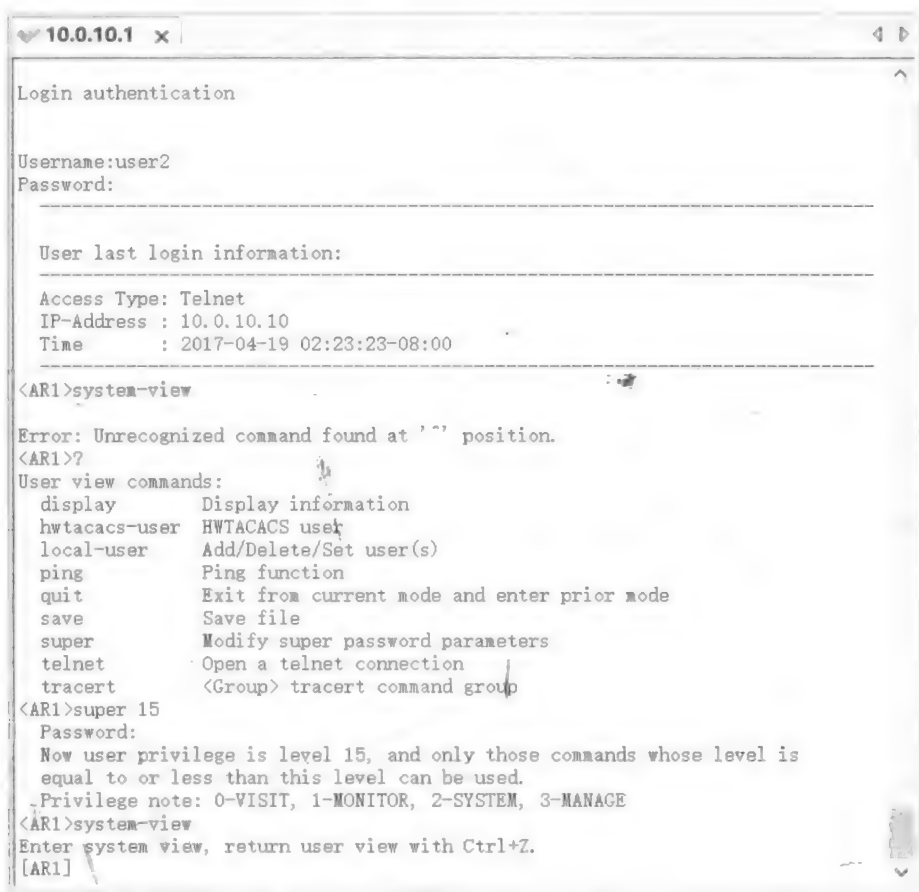 10.0.10.1 ×
Login authentication
Username:user2
Password:
-------------------------------------------------------------------------------
User last login information:
-------------------------------------------------------------------------------
Access Type: Telnet
IP-Address : 10.0.10.10
Time       : 2017-04-19 02:23:23-08:00
-------------------------------------------------------------------------------
<AR1>system-view
Error: Unrecognized command found at '^' position.
<AR1>?
User view commands:
display       Display information
hwtacacs-user HWTACACS user
local-user    Add/Delete/Set user(s)
ping          Ping function
quit          Exit from current mode and enter prior mode
save          Save file
super         Modify super password parameters
telnet        Open a telnet connection
tracert       <Group> tracert command group
<AR1>super 15
Password:
Now user privilege is level 15, and only those commands whose level is
equal to or less than this level can be used.
Privilege note: 0-VISIT, 1-MONITOR, 2-SYSTEM, 3-MANAGE
<AR1>system-view
Enter system view, return user view with Ctrl+Z.
[AR1]